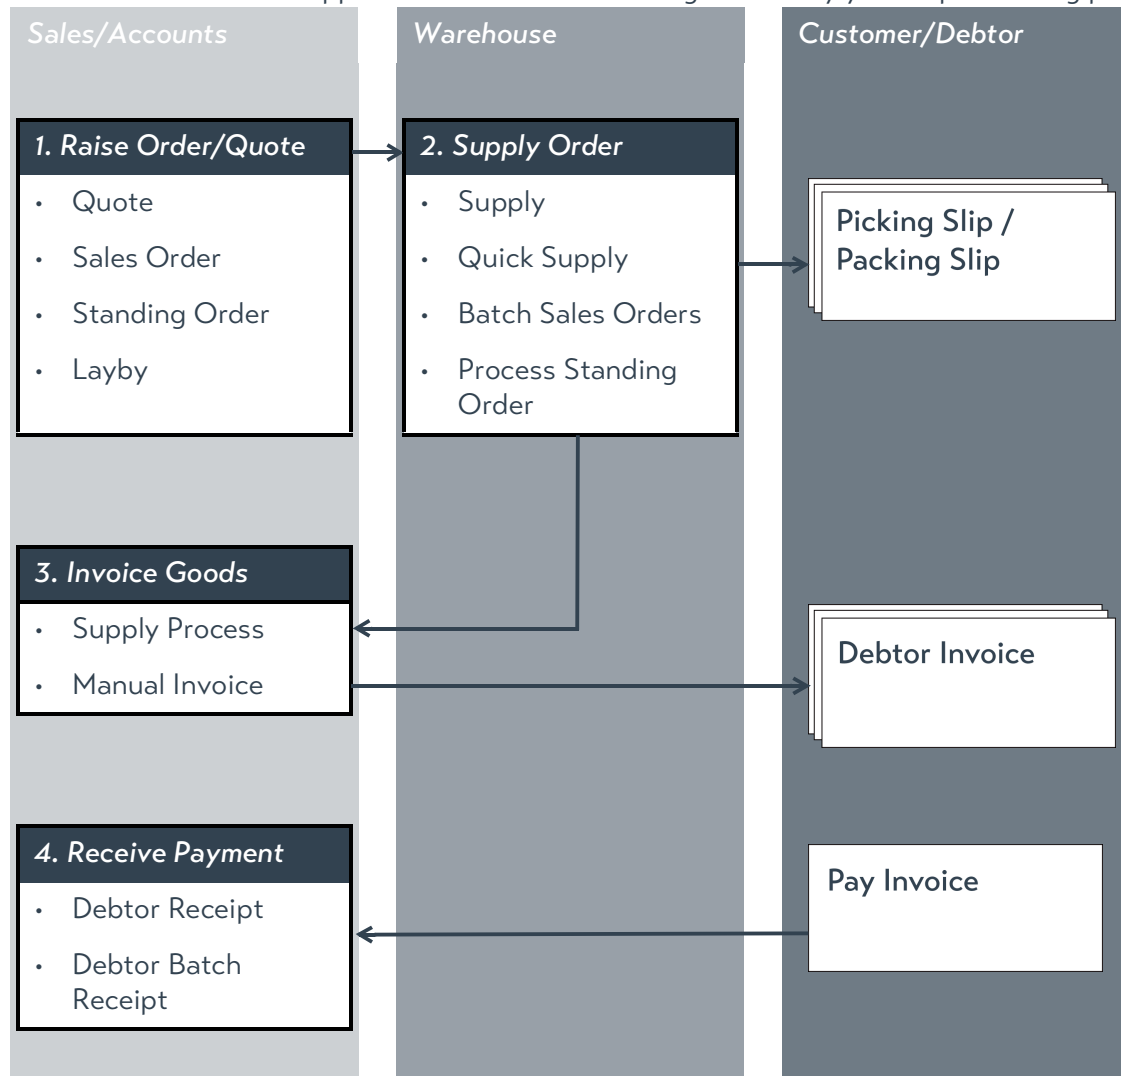 Sales/Accounts
Warehouse
Customer/Debtor
1. Raise Order/Quote
• Quote
• Sales Order
• Standing Order
• Layby
2. Supply Order
• Supply
• Quick Supply
• Batch Sales Orders
• Process Standing
Order
Picking Slip /
Packing Slip
3. Invoice Goods
• Supply Process
• Manual Invoice
Debtor Invoice
4. Receive Payment
• Debtor Receipt
• Debtor Batch
Receipt
Pay Invoice